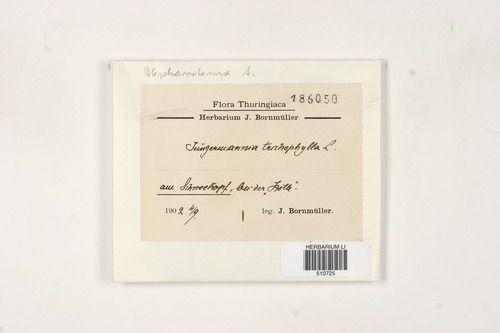 Blepharostoma t.
186050
Flora Thuringiaca
Herbarium J. Bornmüller.
Jungermannia trichophylla L.
am Schneekopf, bei der
1902. 4/9. leg. J. Bornmüller.
HERBARIUM LI
510725